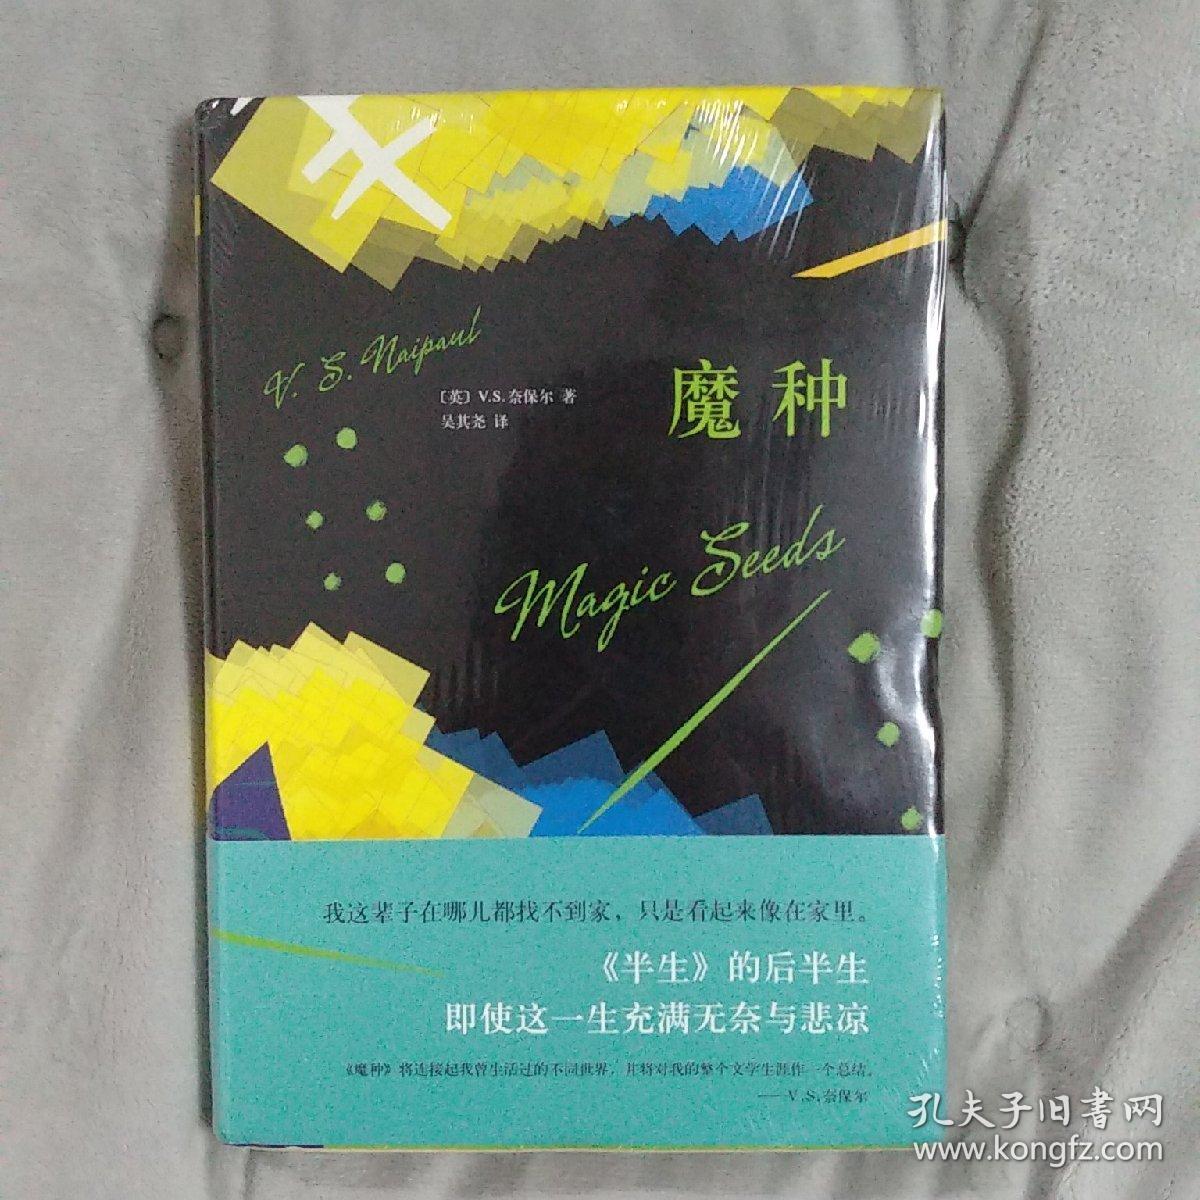 V. S. Naipaul
[英] V.S.奈保尔 著
吴其尧 译
魔种
Magic Seeds
我这辈子在哪儿都找不到家，只是看起来像在家里。
《半生》的后半生
即使这一生充满无奈与悲凉
《魔种》将连接起我曾生活过的不同世界，并将对我的整个文学生涯作一个总结。
——V.S.奈保尔
孔夫子旧书网
www.kongfz.com